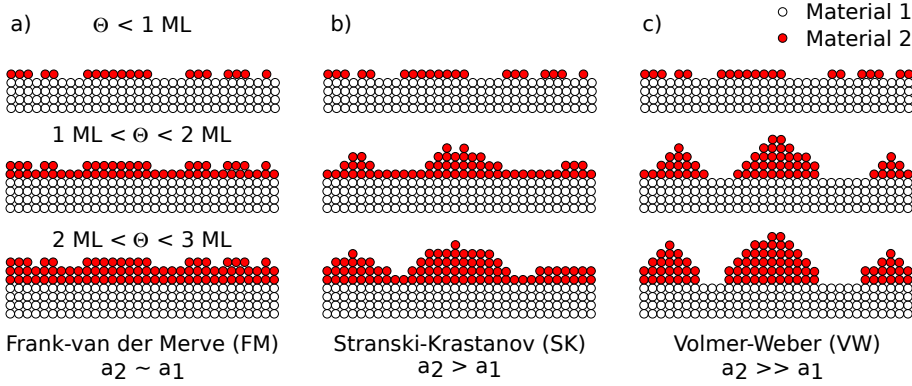 a) Θ < 1 ML
b)
c)
Material 1
Material 2
1 ML < Θ < 2 ML
2 ML < Θ < 3 ML
Frank-van der Merve (FM)
a2 ~ a1
Stranski-Krastanov (SK)
a2 > a1
Volmer-Weber (VW)
a2 >> a1